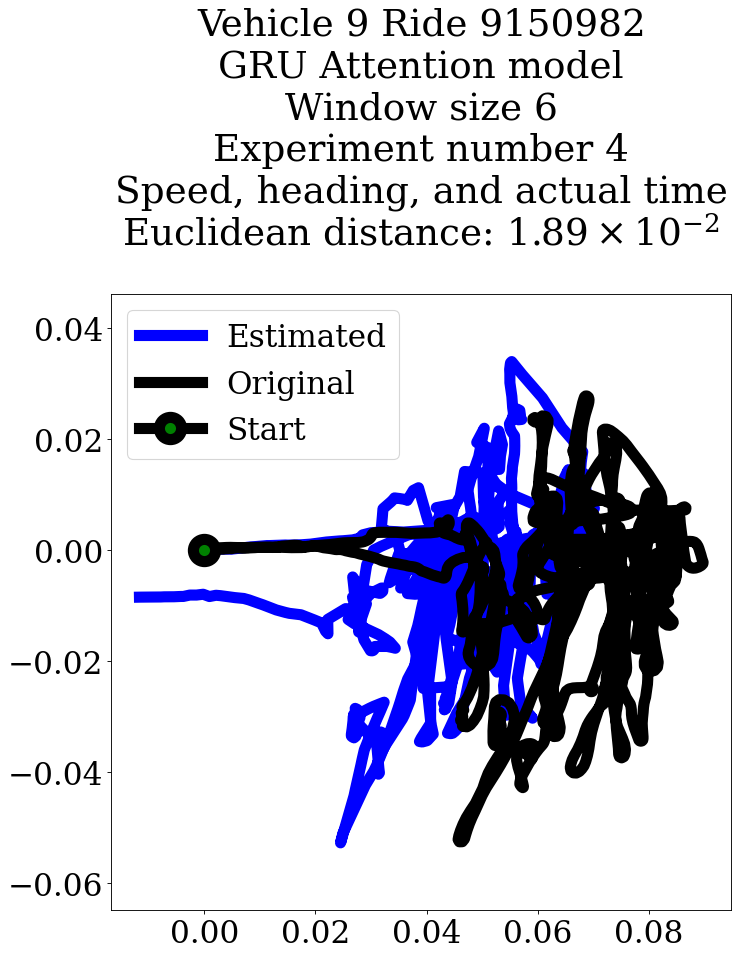 Vehicle 9 Ride 9150982
GRU Attention model
Window size 6
Experiment number 4
Speed, heading, and actual time
Euclidean distance: 1.89 × 10⁻²
Estimated
Original
Start
0.04
0.02
0.00
−0.02
−0.04
−0.06
0.00 0.02 0.04 0.06 0.08